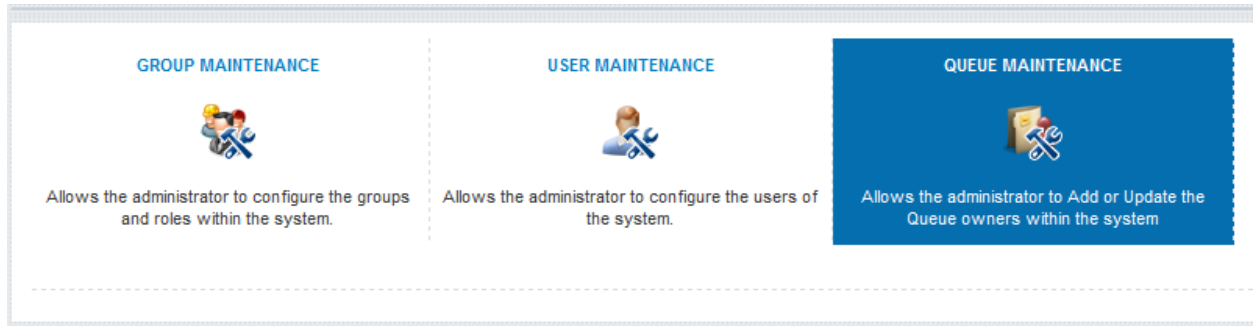 GROUP MAINTENANCE
Allows the administrator to configure the groups
and roles within the system.
USER MAINTENANCE
Allows the administrator to configure the users of
the system.
QUEUE MAINTENANCE
Allows the administrator to Add or Update the
Queue owners within the system